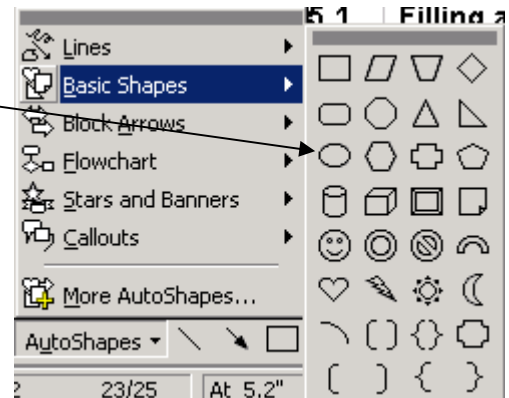 5.1 Filling a
Lines
Basic Shapes
Block Arrows
Flowchart
Stars and Banners
Callouts
More AutoShapes...
AutoShapes
2 23/25 At 5.2"